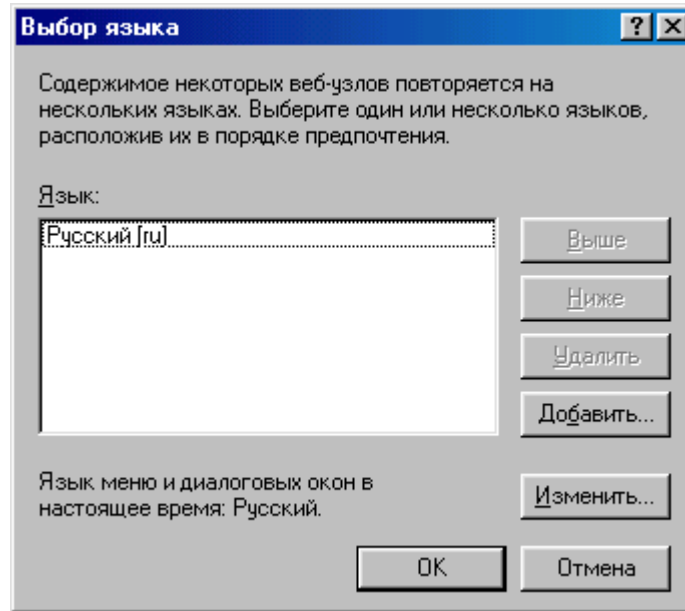 Выбор языка
Содержимое некоторых веб-узлов повторяется на
нескольких языках. Выберите один или несколько языков,
расположив их в порядке предпочтения.
Язык:
Русский [ru]
Выше
Ниже
Удалить
Добавить...
Язык меню и диалоговых окон в
настоящее время: Русский.
Изменить...
OK
Отмена